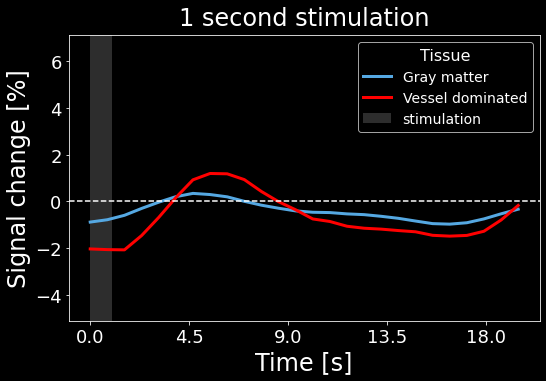 1 second stimulation
Signal change [%]
6
4
2
0
−2
−4
Tissue
Gray matter
Vessel dominated
stimulation
0.0 4.5 9.0 13.5 18.0
Time [s]